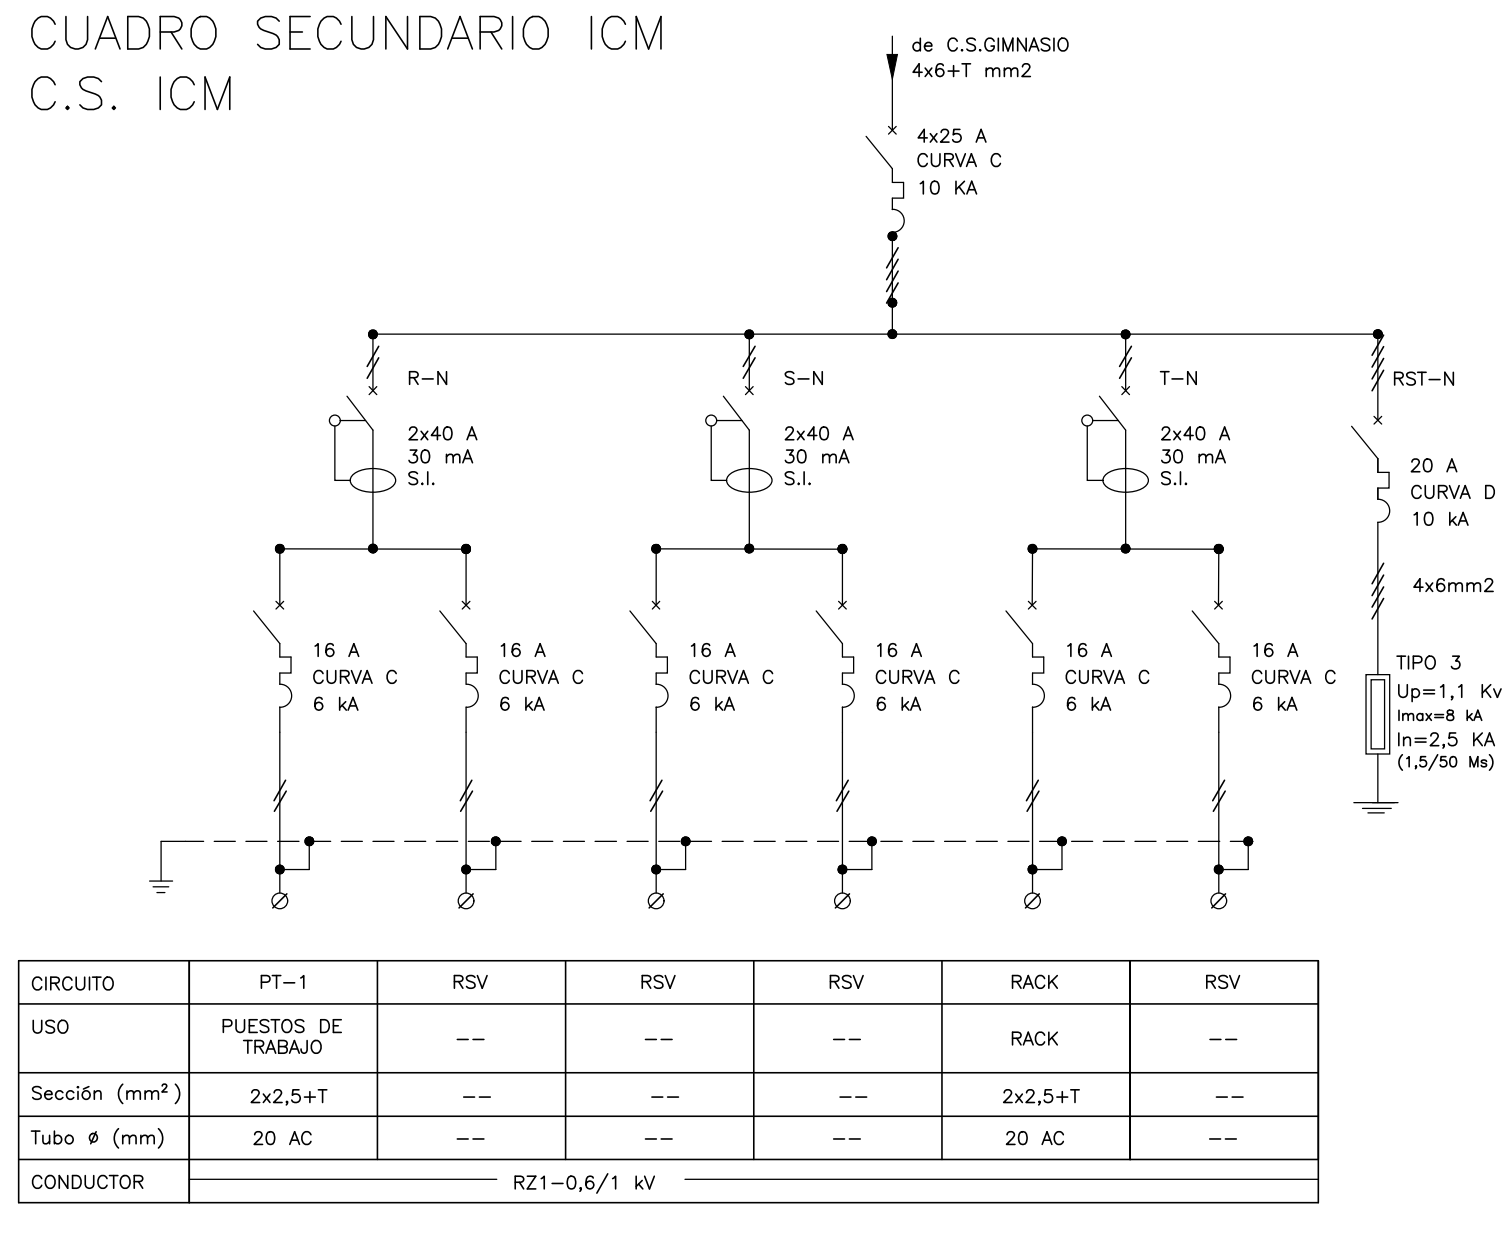 CUADRO SECUNDARIO ICM
C.S. ICM
de C.S.GIMNASIO
4x6+T mm2
4x25 A
CURVA C
10 KA
R-N
2x40 A
30 mA
S.I.
S-N
2x40 A
30 mA
S.I.
T-N
2x40 A
30 mA
S.I.
RST-N
20 A
CURVA D
10 kA
4x6mm2
TIPO 3
Up=1,1 Kv
Imax=8 kA
In=2,5 KA
(1,5/50 Ms)
16 A
CURVA C
6 kA
16 A
CURVA C
6 kA
16 A
CURVA C
6 kA
16 A
CURVA C
6 kA
16 A
CURVA C
6 kA
16 A
CURVA C
6 kA
CIRCUITO PT-1 RSV RSV RSV RACK RSV
USO PUESTOS DE TRABAJO -- -- -- RACK --
Sección (mm²) 2x2,5+T -- -- -- 2x2,5+T --
Tubo ø (mm) 20 AC -- -- -- 20 AC --
CONDUCTOR RZ1-0,6/1 kV